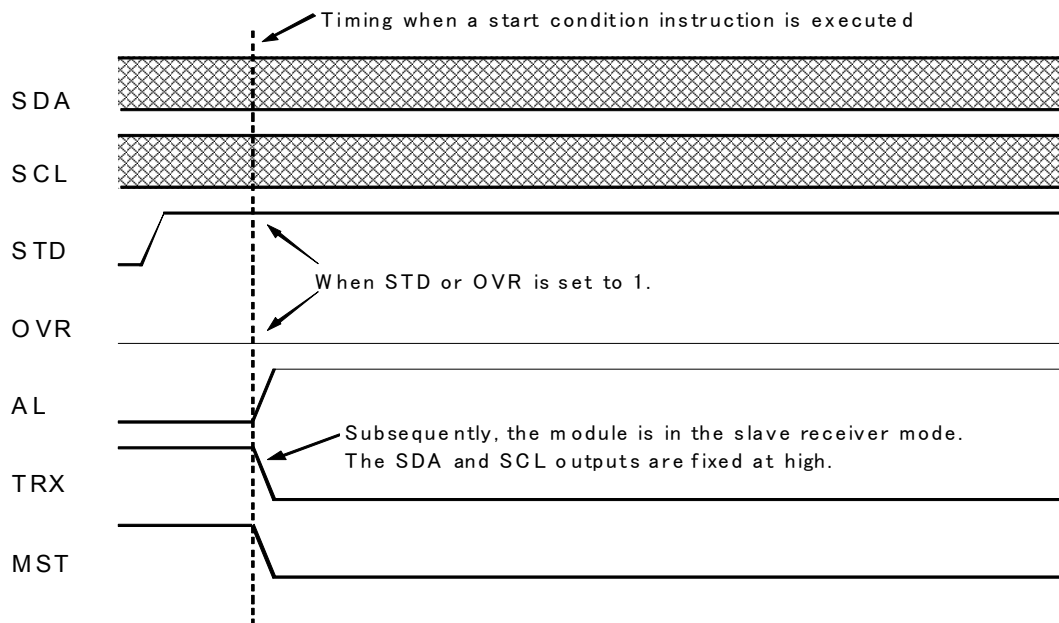 Timing when a start condition instruction is executed
SDA
SCL
STD
When STD or OVR is set to 1.
OVR
AL
Subsequently, the module is in the slave receiver mode.
The SDA and SCL outputs are fixed at high.
TRX
MST